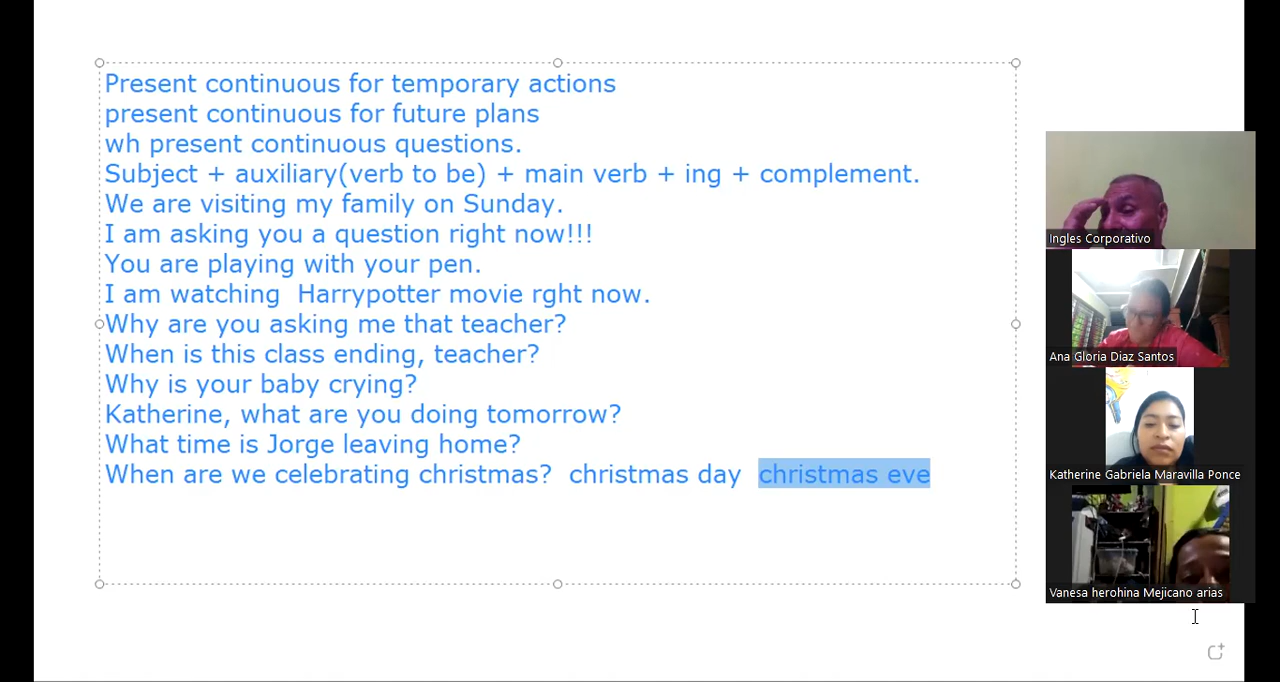 Present continuous for temporary actions
present continuous for future plans
wh present continuous questions.
Subject + auxiliary(verb to be) + main verb + ing + complement.
We are visiting my family on Sunday.
I am asking you a question right now!!!
You are playing with your pen.
I am watching  Harrypotter movie rght now.
Why are you asking me that teacher?
When is this class ending, teacher?
Why is your baby crying?
Katherine, what are you doing tomorrow?
What time is Jorge leaving home?
When are we celebrating christmas?  christmas day  christmas eve
Ingles Corporativo
Ana Gloria Diaz Santos
Katherine Gabriela Maravilla Ponce
Vanesa herohina Mejicano arias